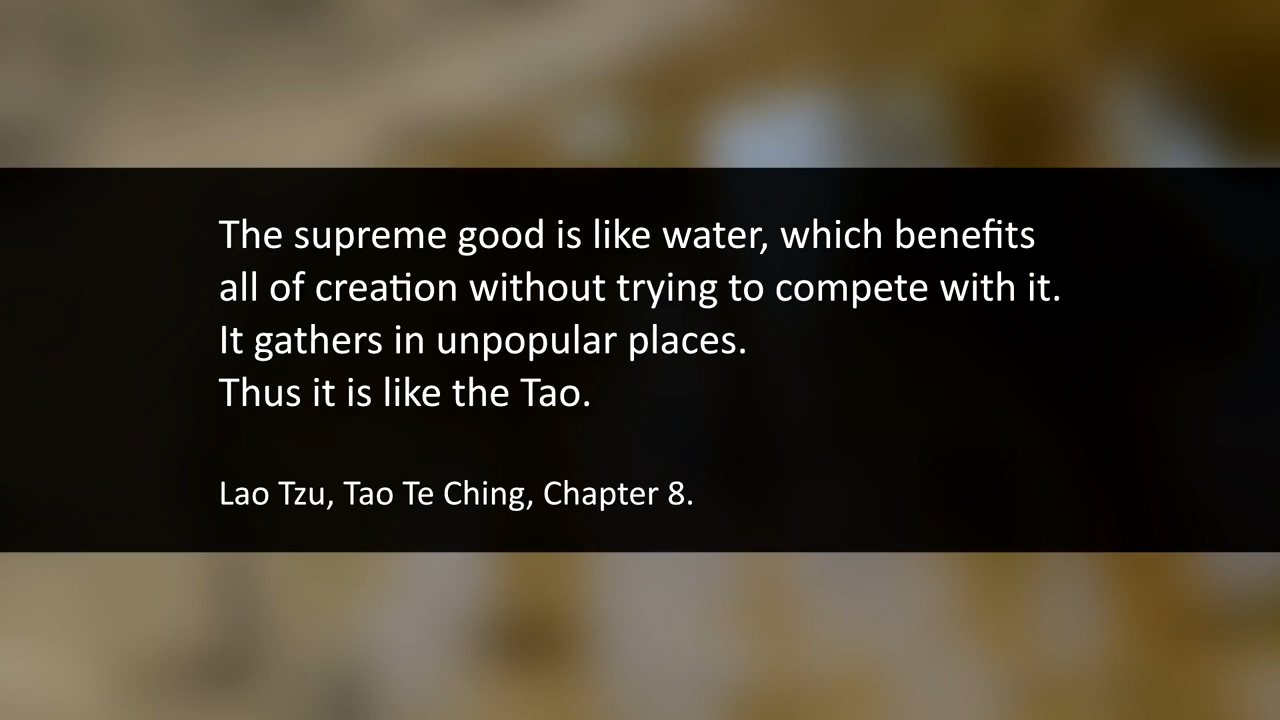 The supreme good is like water, which benefits
all of creation without trying to compete with it.
It gathers in unpopular places.
Thus it is like the Tao.
Lao Tzu, Tao Te Ching, Chapter 8.